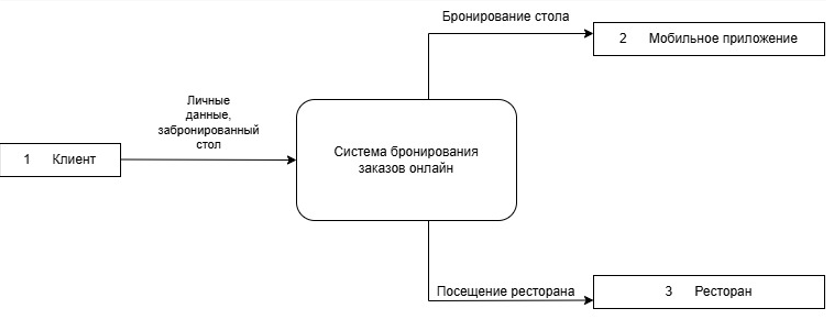 Бронирование стола
2 Мобильное приложение
Личные
данные,
забронированный
стол
1 Клиент
Система бронирования
заказов онлайн
Посещение ресторана
3 Ресторан